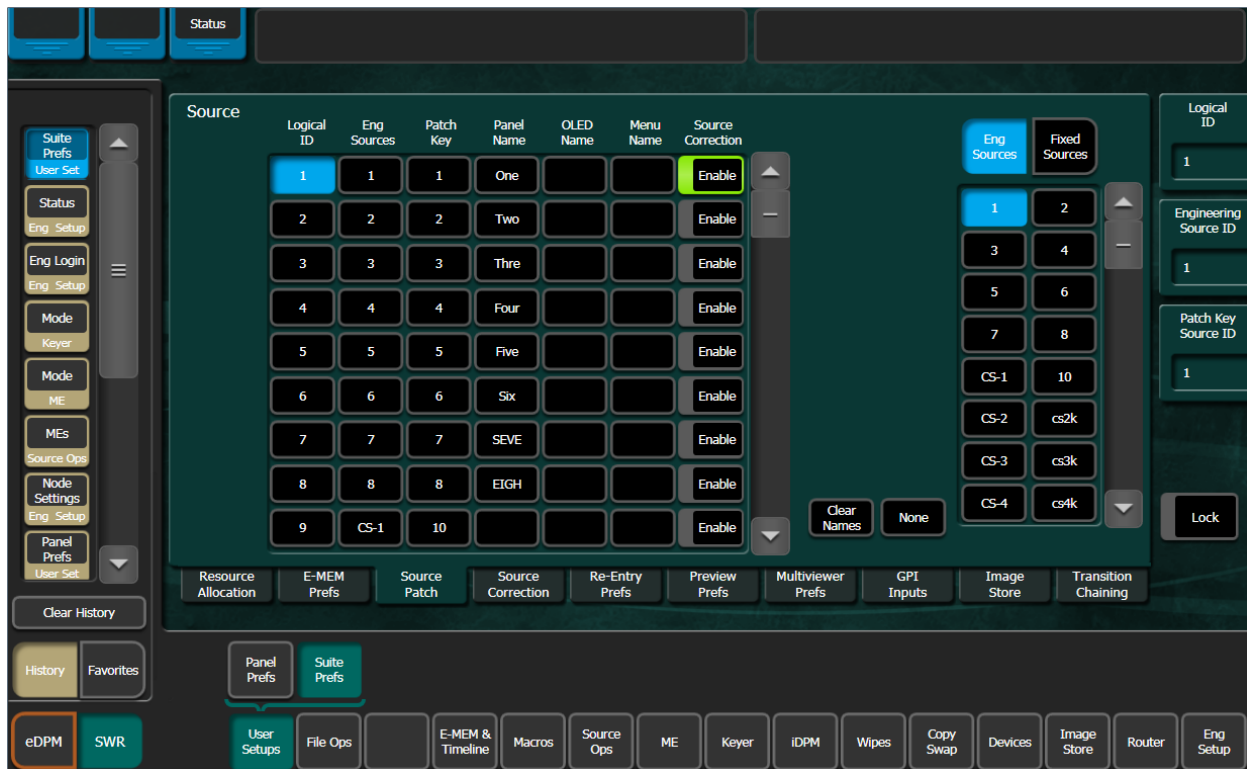 Status
Suite
Prefs
User Set
Status
Eng Setup
Eng Login
Eng Setup
Mode
Keyer
Mode
ME
MEs
Source Ops
Node
Settings
Eng Setup
Panel
Prefs
User Set
Clear History
History Favorites
eDPM SWR
Source
Logical
ID
Eng
Sources
Patch
Key
Panel
Name
OLED
Name
Menu
Name
Source
Correction
1 1 1 One Enable
2 2 2 Two Enable
3 3 3 Thre Enable
4 4 4 Four Enable
5 5 5 Five Enable
6 6 6 Six Enable
7 7 7 SEVE Enable
8 8 8 EIGH Enable
9 CS-1 10 Enable
Clear
Names
None
Eng
Sources
Fixed
Sources
1 2
3 4
5 6
7 8
CS-1 10
CS-2 cs2k
CS-3 cs3k
CS-4 cs4k
Logical
ID
1
Engineering
Source ID
1
Patch Key
Source ID
1
Lock
Resource
Allocation
E-MEM
Prefs
Source
Patch
Source
Correction
Re-Entry
Prefs
Preview
Prefs
Multiviewer
Prefs
GPI
Inputs
Image
Store
Transition
Chaining
Panel
Prefs
Suite
Prefs
User
Setups
File Ops
E-MEM &
Timeline
Macros
Source
Ops
ME
Keyer
iDPM
Wipes
Copy
Swap
Devices
Image
Store
Router
Eng
Setup